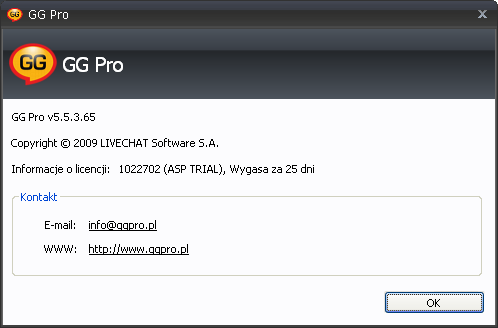 GG Pro
GG GG Pro
GG Pro v5.5.3.65
Copyright © 2009 LIVECHAT Software S.A.
Informacje o licencji: 1022702 (ASP TRIAL), Wygasa za 25 dni
Kontakt
E-mail: info@ggpro.pl
WWW: http://www.ggpro.pl
OK